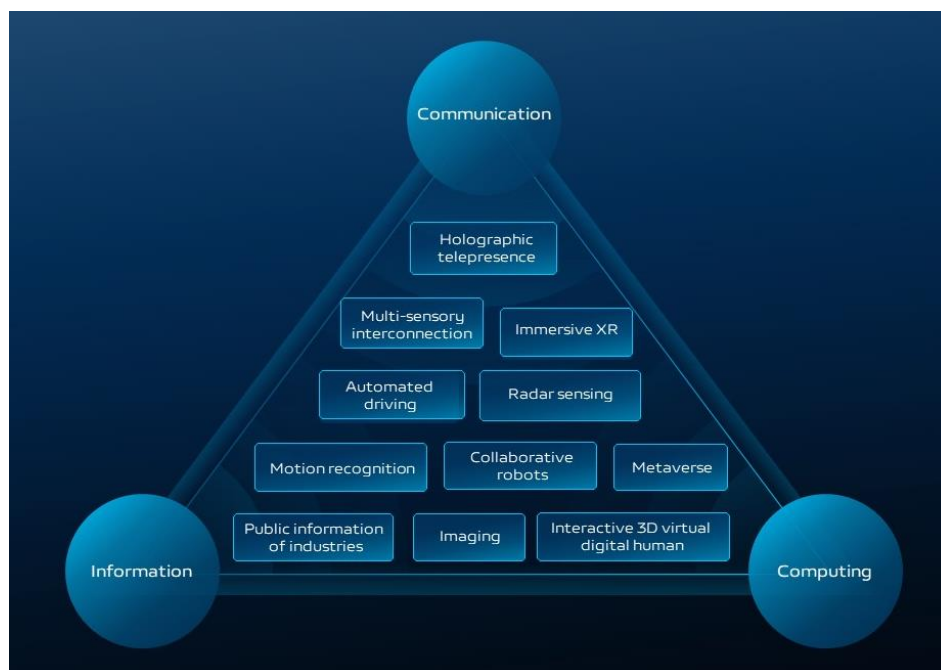 Communication
Holographic
telepresence
Multi-sensory
interconnection
Immersive XR
Automated
driving
Radar sensing
Motion recognition
Collaborative
robots
Metaverse
Public information
of industries
Imaging
Interactive 3D virtual
digital human
Information
Computing